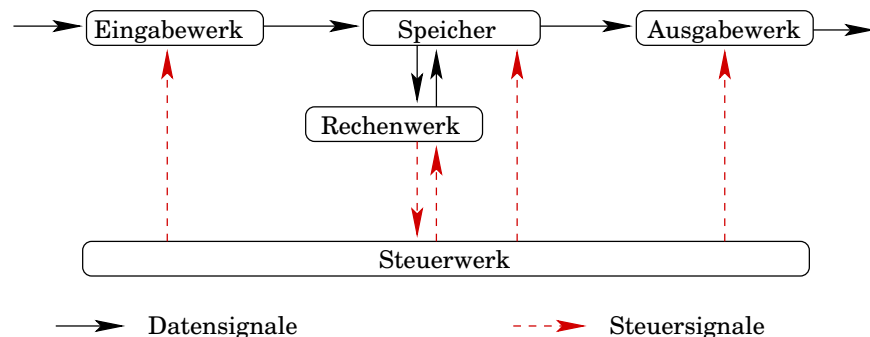 Eingabewerk
Speicher
Ausgabewerk
Rechenwerk
Steuerwerk
Datensignale
Steuersignale